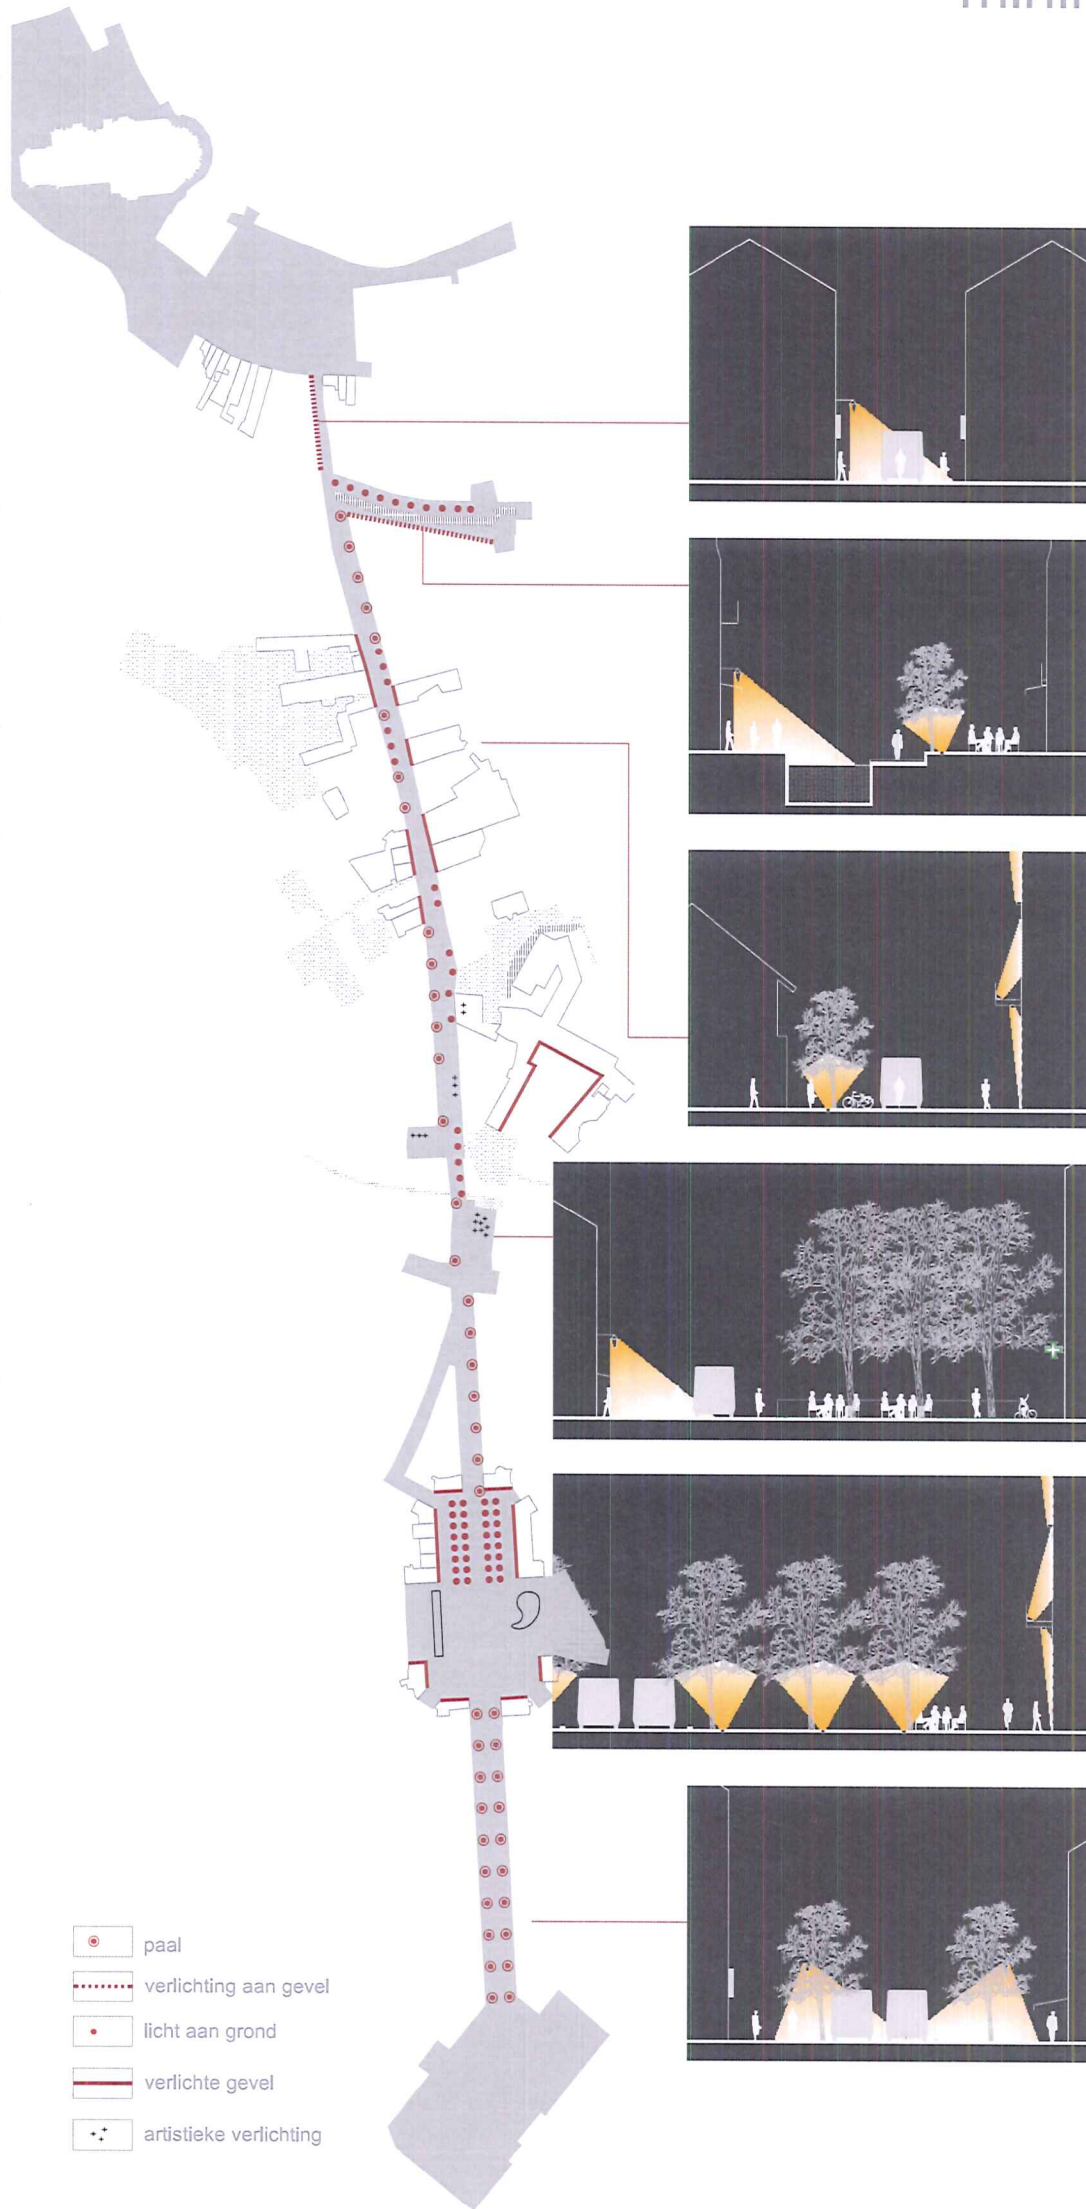 paal
verlichting aan gevel
licht aan grond
verlichte gevel
artistieke verlichting